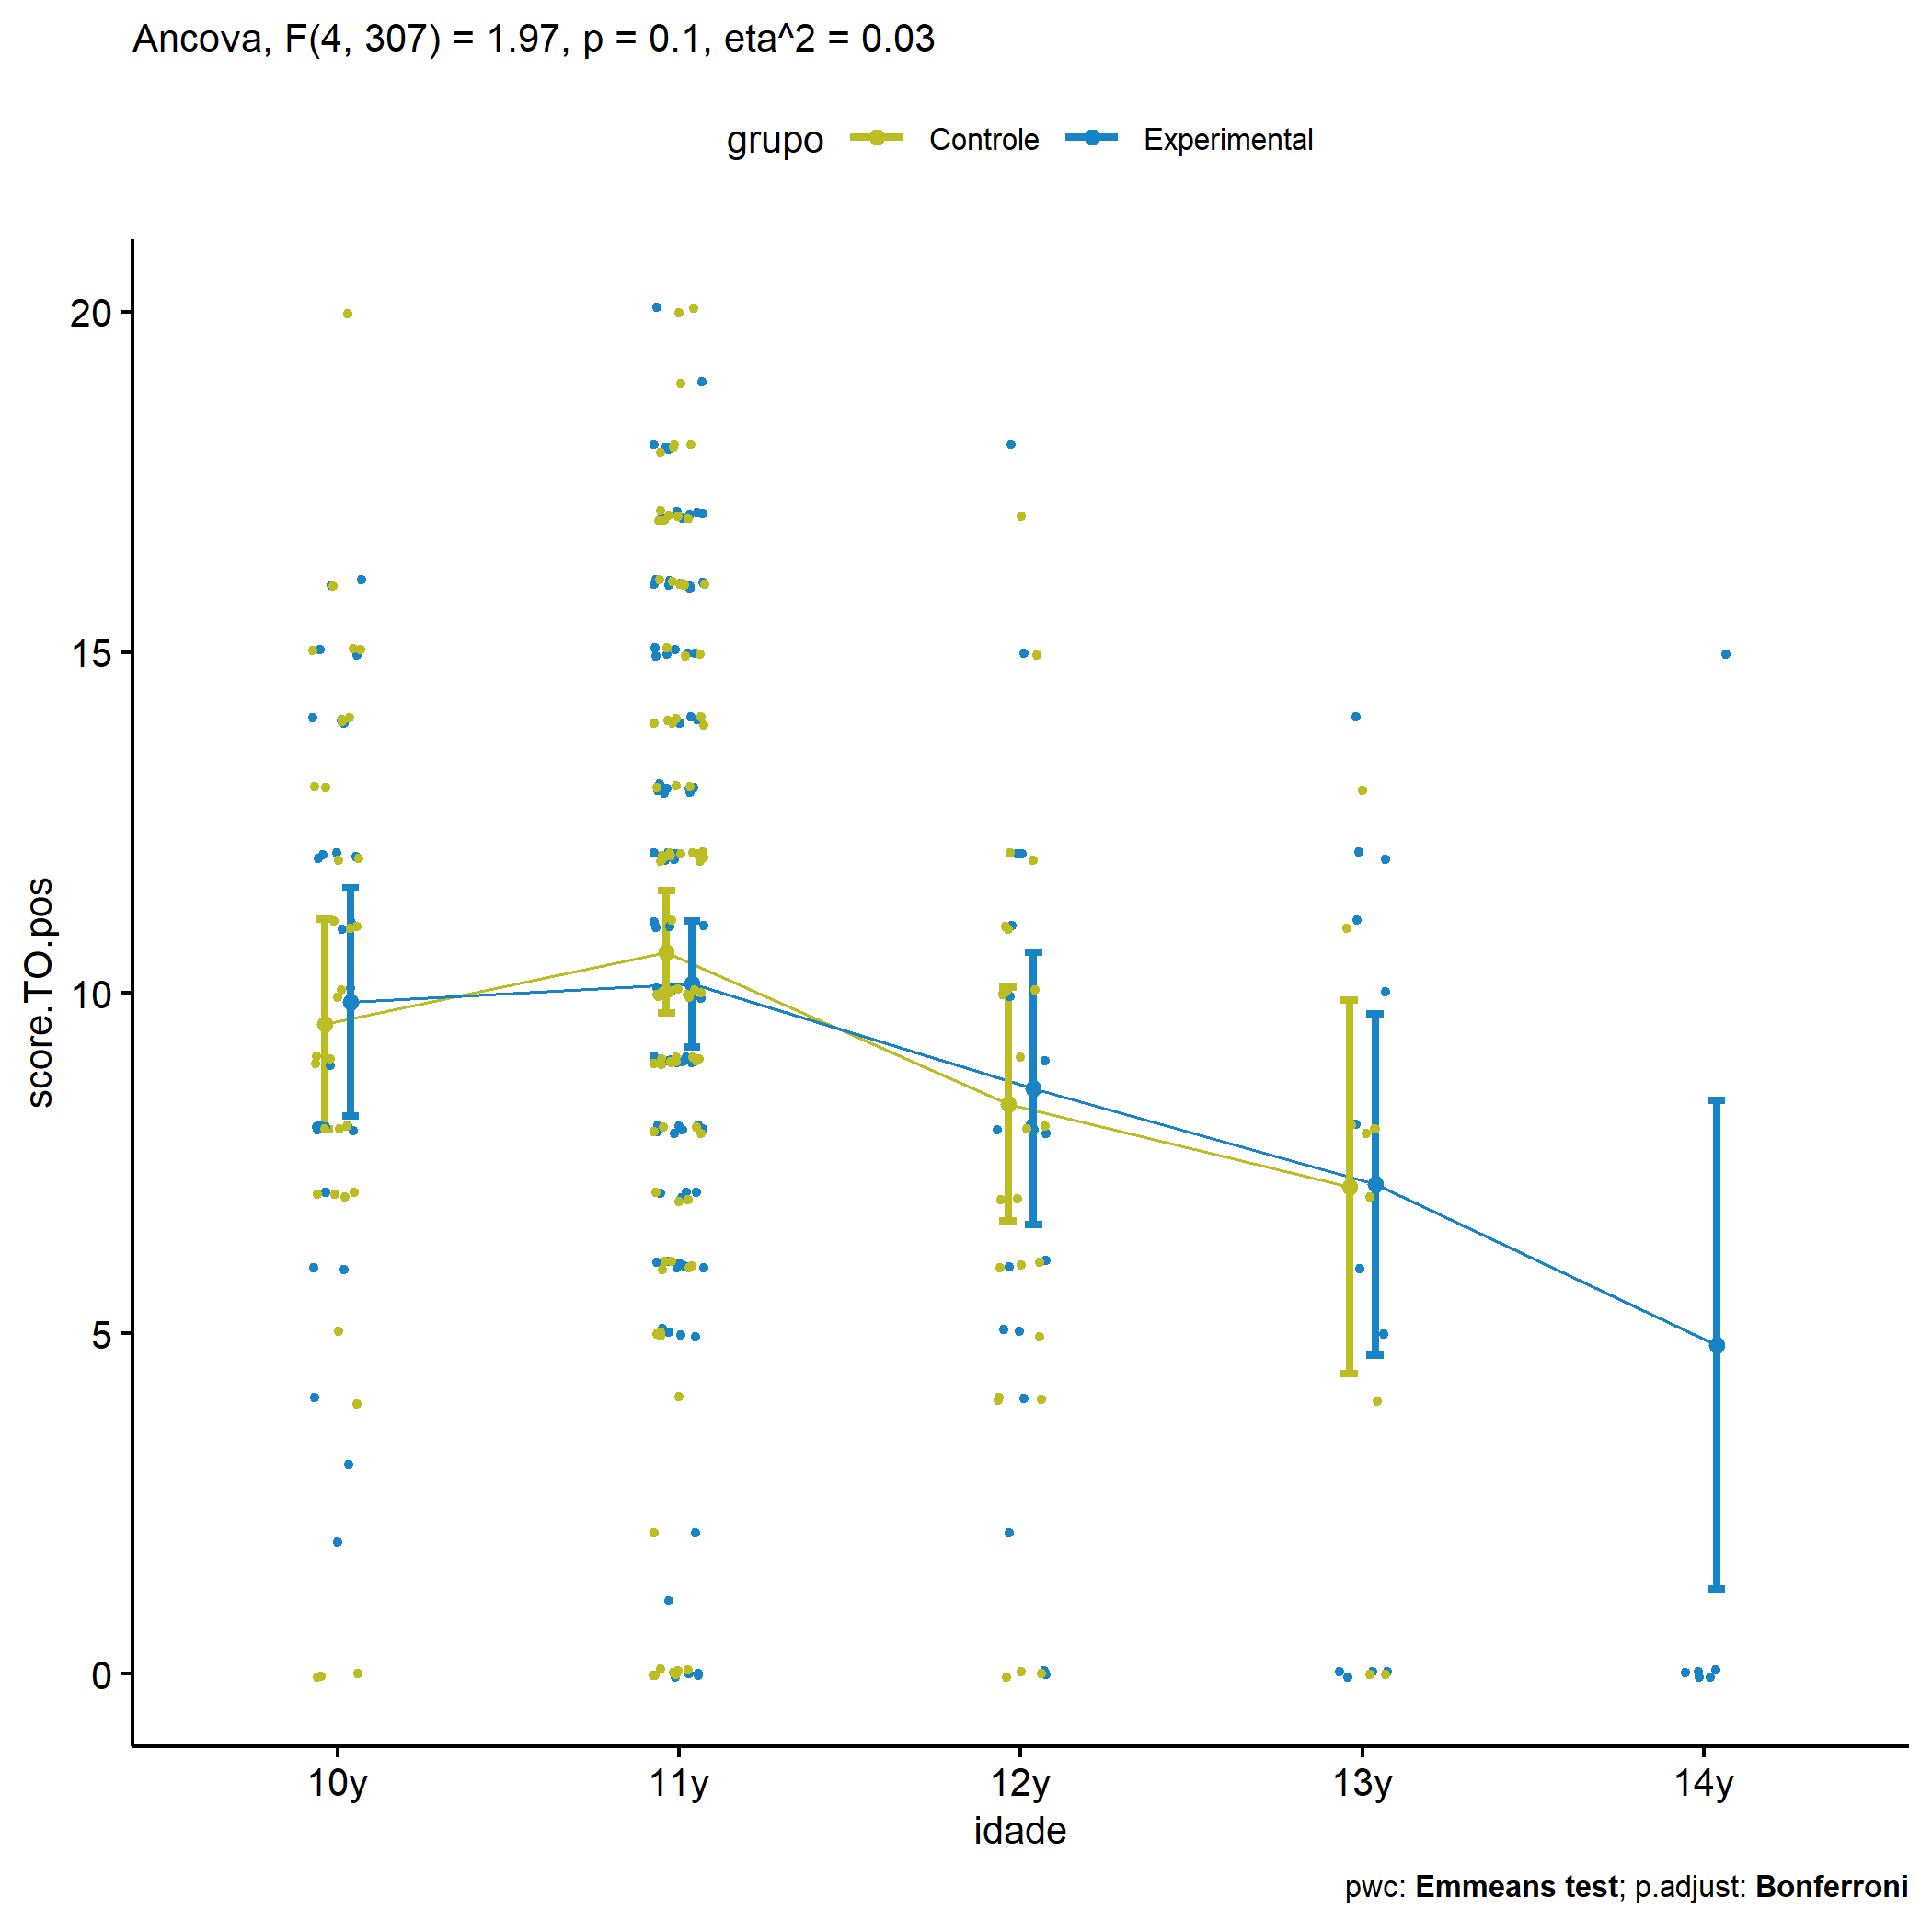 Ancova, F(4, 307) = 1.97, p = 0.1, eta^2 = 0.03
grupo Controle Experimental
score.TO.pos
20
15
10
5
0
10y 11y 12y 13y 14y
idade
pwc: Emmeans test; p.adjust: Bonferroni